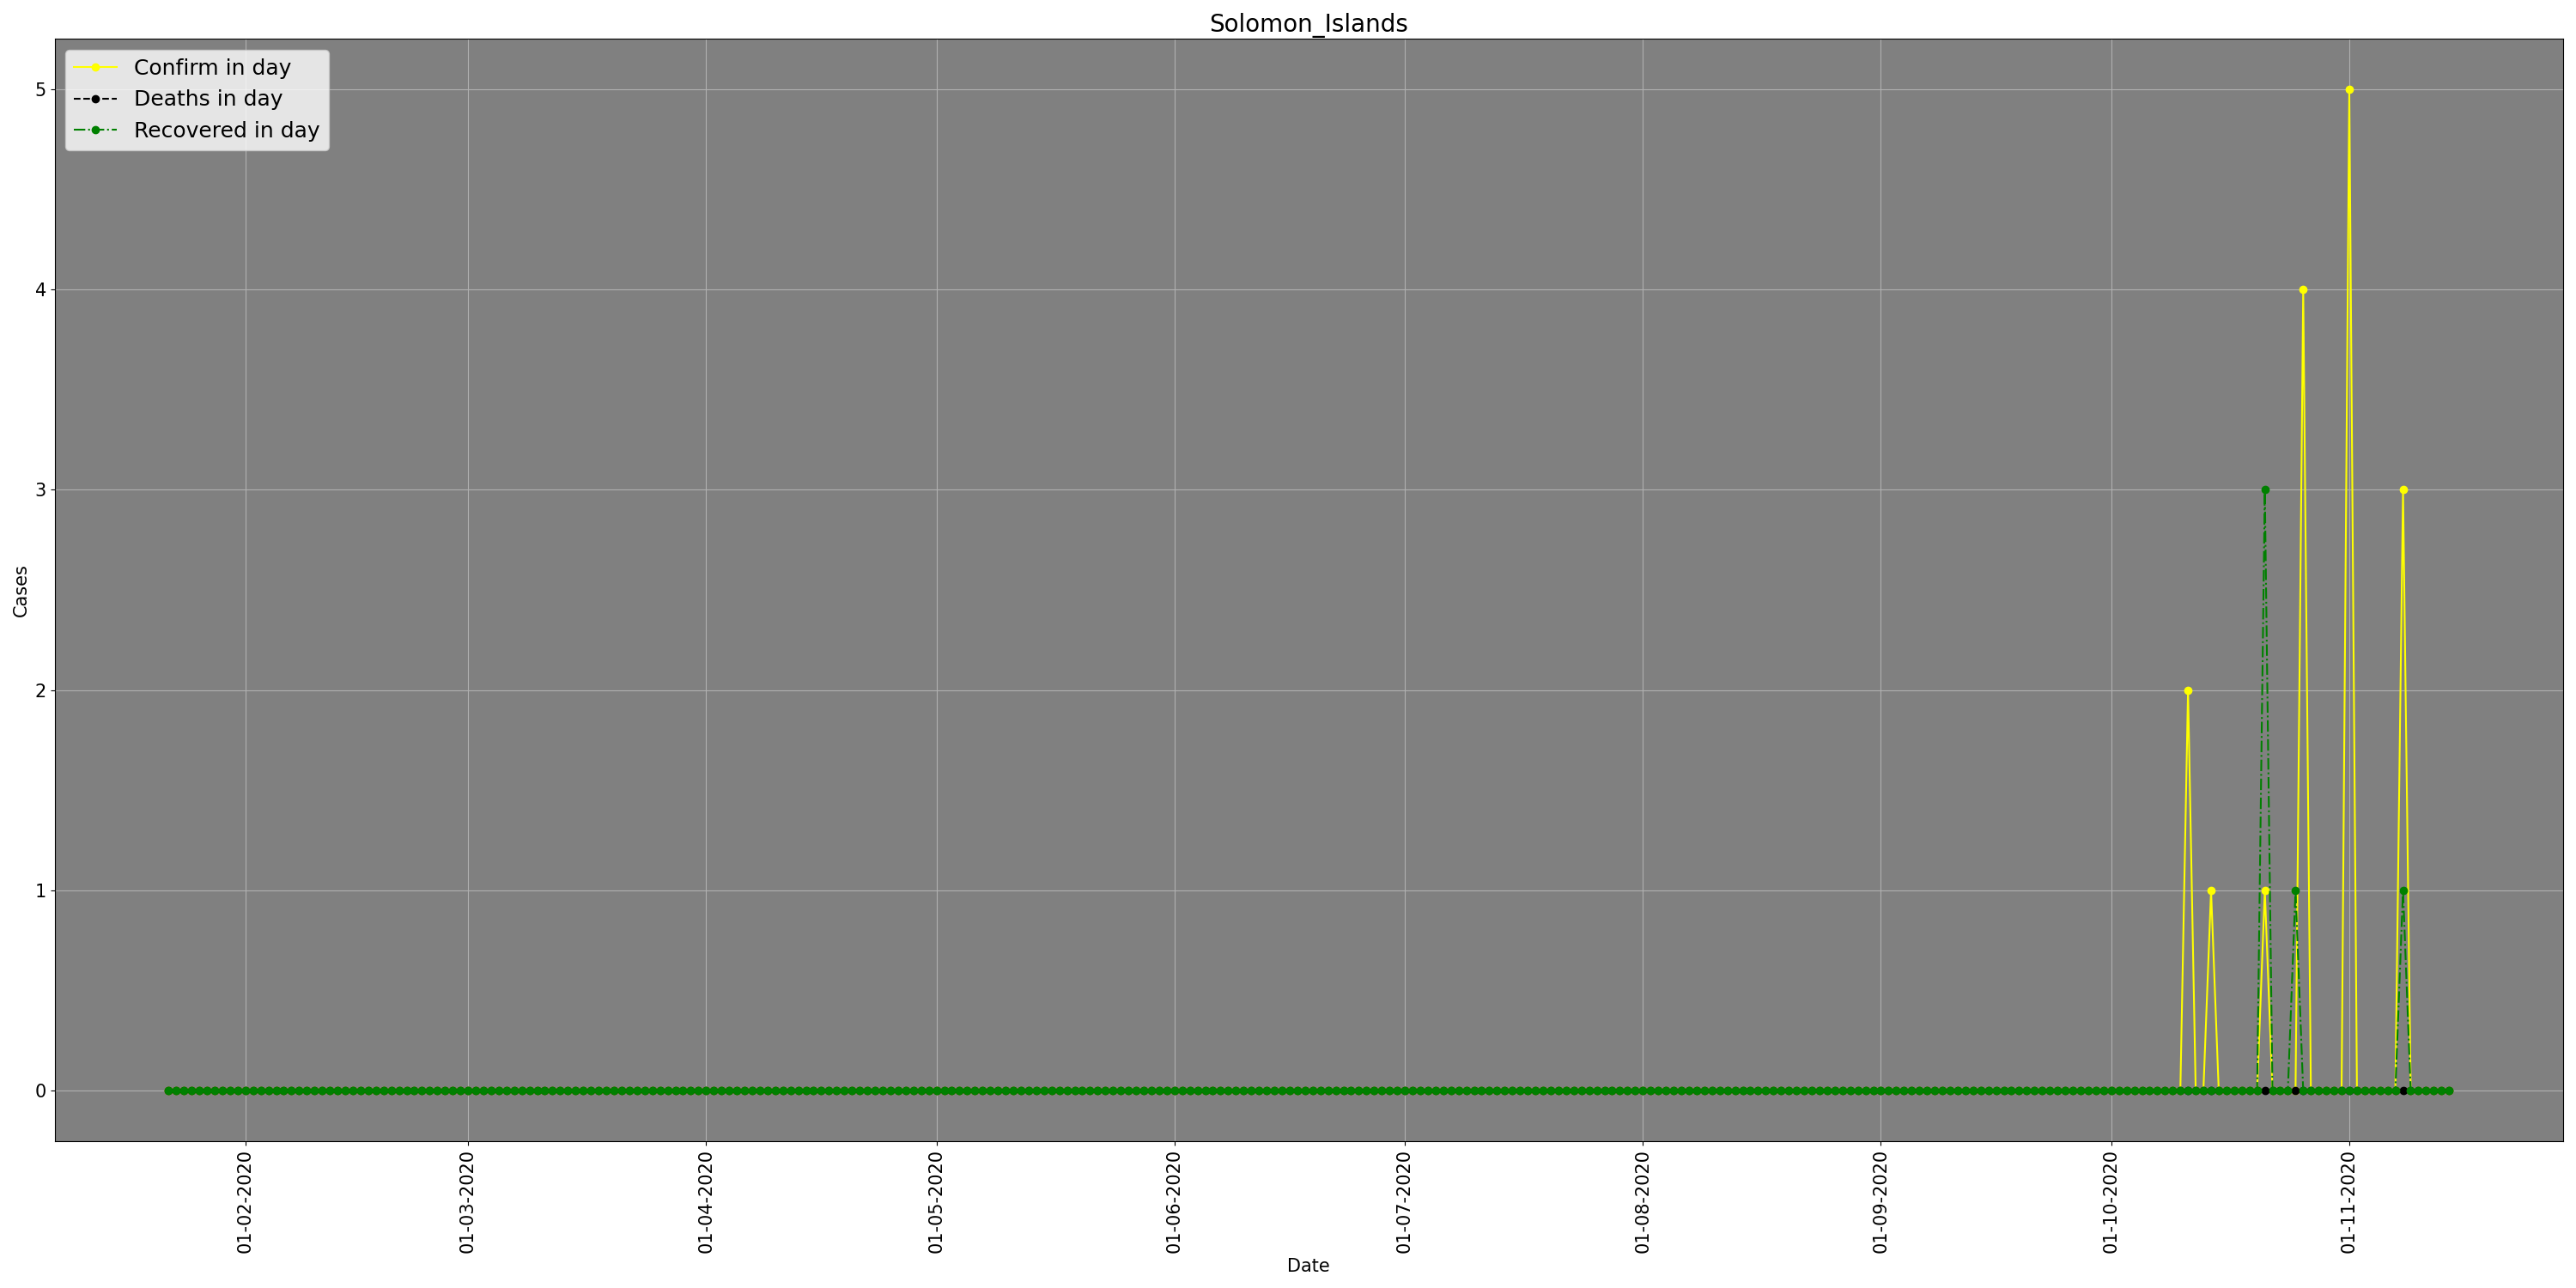 Solomon_Islands
Confirm in day
Deaths in day
Recovered in day
5
4
3
2
1
0
Cases
01-02-2020
01-03-2020
01-04-2020
01-05-2020
01-06-2020
01-07-2020
01-08-2020
01-09-2020
01-10-2020
01-11-2020
Date